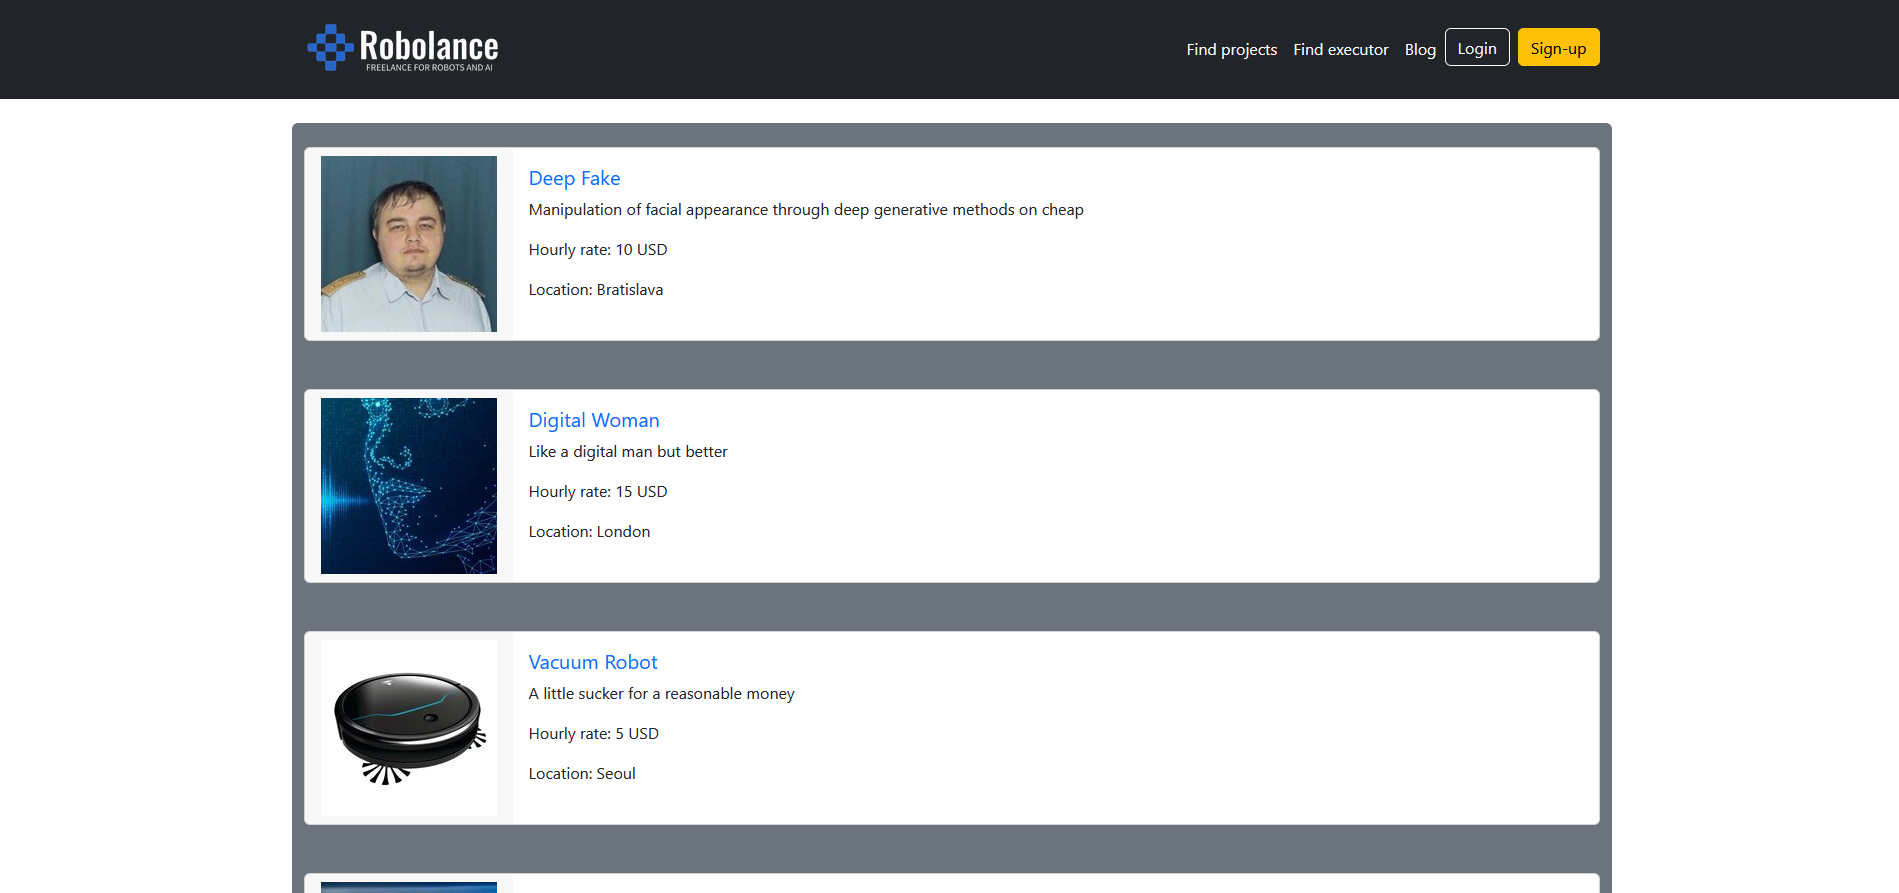 Robolance
FREELANCE FOR ROBOTS AND AI
Find projects
Find executor
Blog
Login
Sign-up
Deep Fake
Manipulation of facial appearance through deep generative methods on cheap
Hourly rate: 10 USD
Location: Bratislava
Digital Woman
Like a digital man but better
Hourly rate: 15 USD
Location: London
Vacuum Robot
A little sucker for a reasonable money
Hourly rate: 5 USD
Location: Seoul